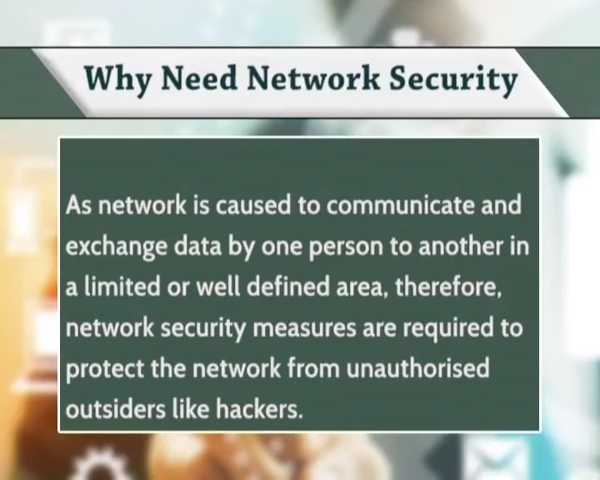 Why Need Network Security
As network is caused to communicate and
exchange data by one person to another in
a limited or well defined area, therefore,
network security measures are required to
protect the network from unauthorised
outsiders like hackers.